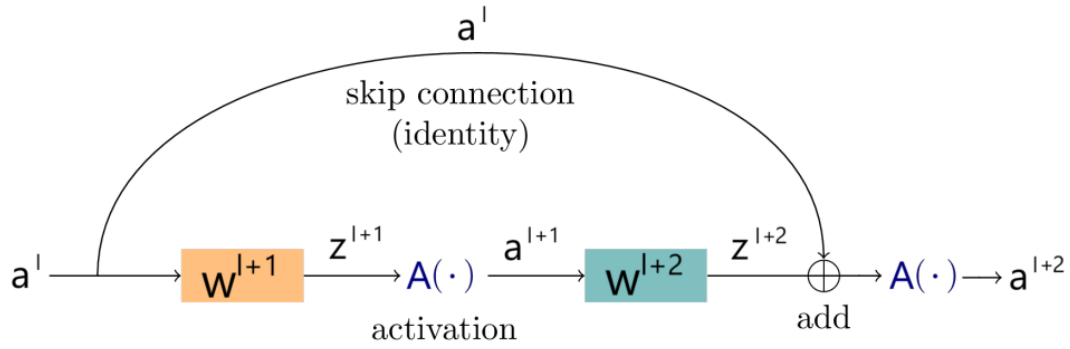 a^l
skip connection
(identity)
a^l
w^{l+1}
z^{l+1}
A(·)
a^{l+1}
w^{l+2}
z^{l+2}
A(·)
a^{l+2}
activation
add